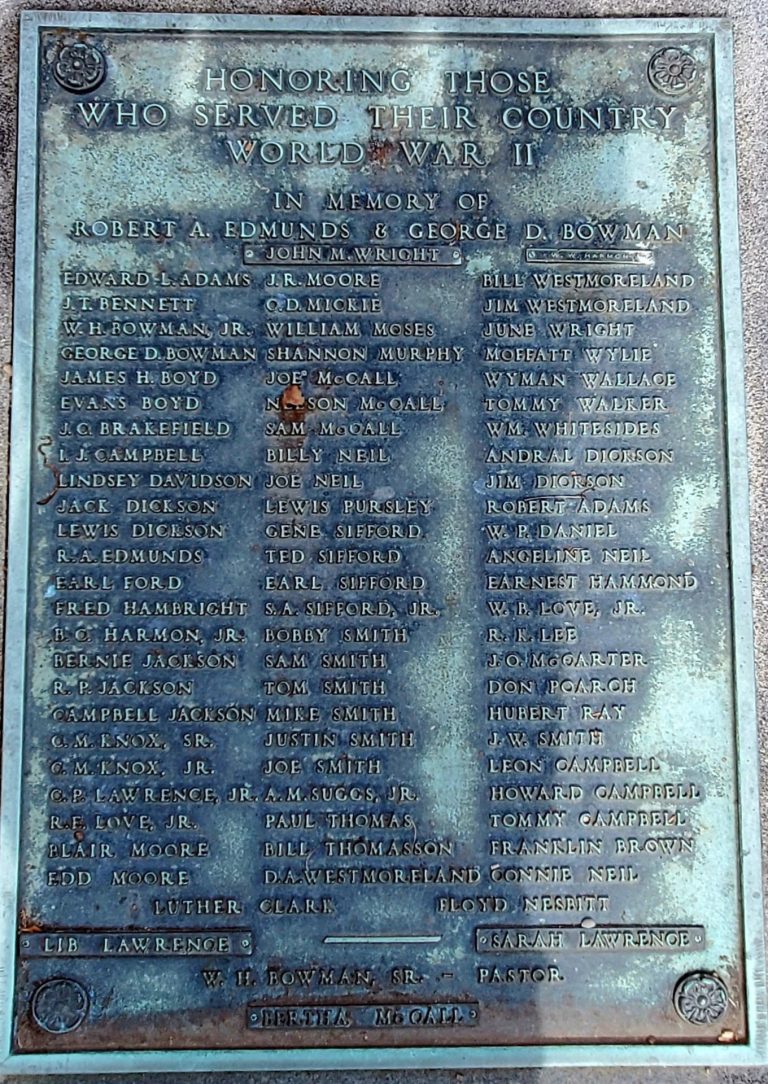 HONORING THOSE
WHO SERVED THEIR COUNTRY
WORLD WAR II
IN MEMORY OF
ROBERT A. EDMUNDS & GEORGE D. BOWMAN
JOHN M. WRIGHT W. W. HARMON
EDWARD L. ADAMS J. R. MOORE BILL WESTMORELAND
J. T. BENNETT C. D. MICKIE JIM WESTMORELAND
W. H. BOWMAN, JR. WILLIAM MOSES JUNE WRIGHT
GEORGE D. BOWMAN SHANNON MURPHY MOFFATT WYLIE
JAMES H. BOYD JOE McCALL WYMAN WALLACE
EVANS BOYD NELSON McCALL TOMMY WALKER
J. C. BRAKEFIELD SAM McCALL WM. WHITESIDES
I. J. CAMPBELL BILLY NEIL ANDRAL DICKSON
LINDSEY DAVIDSON JOE NEIL JIM DICKSON
JACK DICKSON LEWIS PURSLEY ROBERT ADAMS
LEWIS DICKSON GENE SIFFORD W. P. DANIEL
R. A. EDMUNDS TED SIFFORD ANGELINE NEIL
EARL FORD EARL SIFFORD EARNEST HAMMOND
FRED HAMBRIGHT S. A. SIFFORD, JR. W. B. LOVE, JR.
B. C. HARMON, JR. BOBBY SMITH R. K. LEE
BERNIE JACKSON SAM SMITH J. O. McCARTER
R. P. JACKSON TOM SMITH DON POARCH
CAMPBELL JACKSON MIKE SMITH HUBERT RAY
C. M. KNOX, SR. JUSTIN SMITH J. W. SMITH
C. M. KNOX, JR. JOE SMITH LEON CAMPBELL
C. P. LAWRENCE, JR. A. M. SUGGS, JR. HOWARD CAMPBELL
R. F. LOVE, JR. PAUL THOMAS TOMMY CAMPBELL
BLAIR MOORE BILL THOMASSON FRANKLIN BROWN
EDD MOORE D. A. WESTMORELAND CONNIE NEIL
LUTHER CLARK FLOYD NESBITT
LIB LAWRENCE SARAH LAWRENCE
W. H. BOWMAN, SR. - PASTOR
BERTHA McCALL